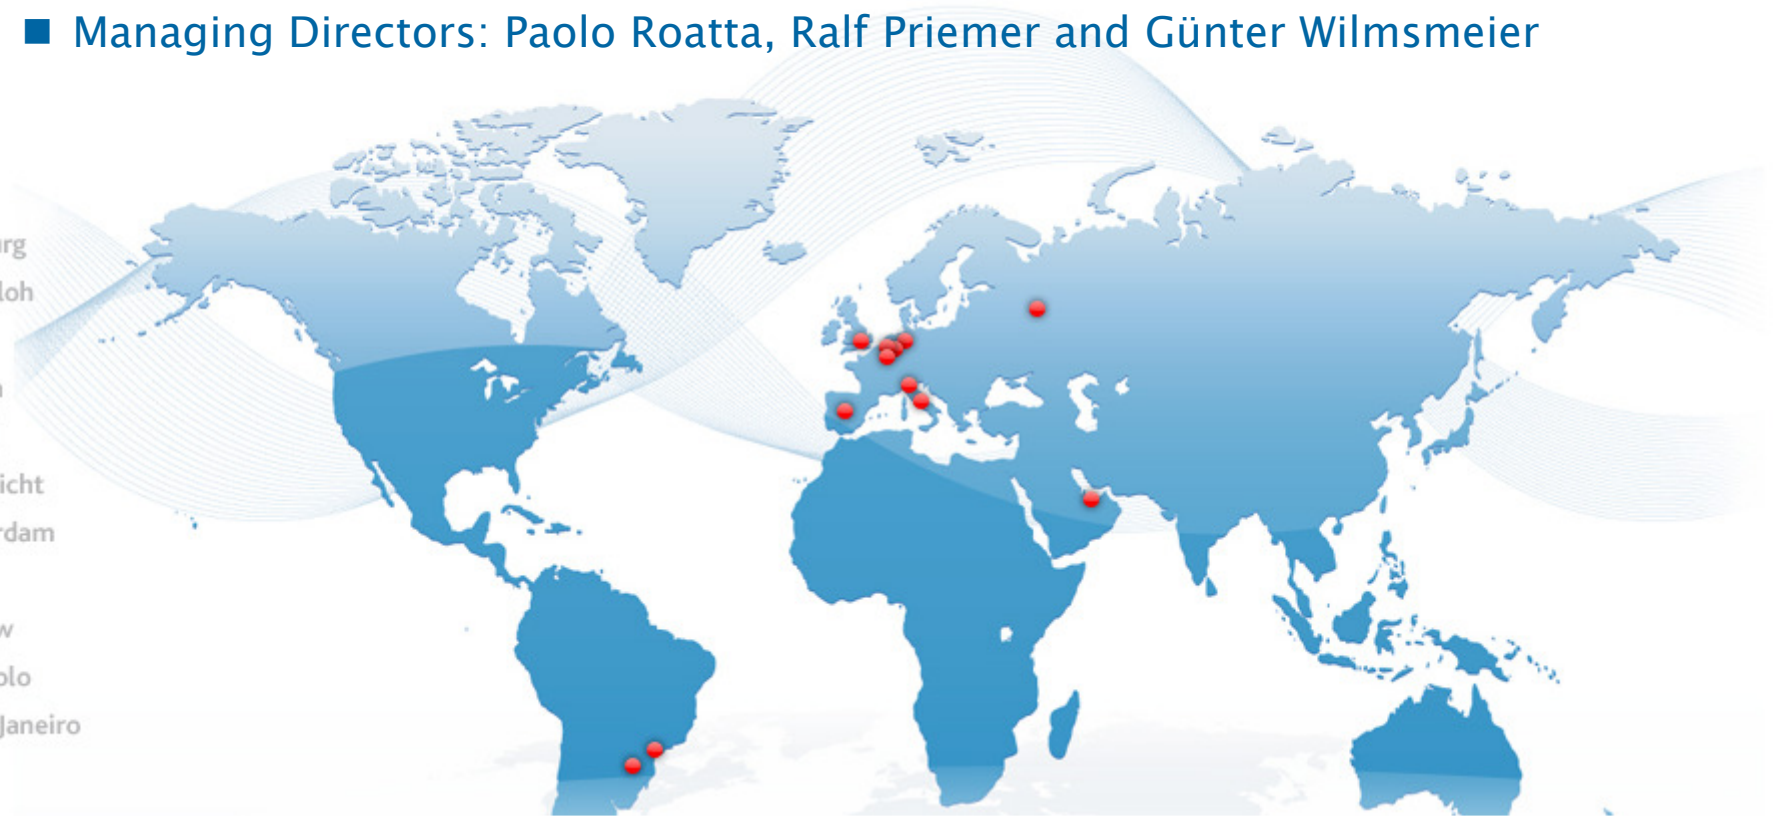 ■ Managing Directors: Paolo Roatta, Ralf Priemer and Günter Wilmsmeier
rg
loh
icht
rdam
w
olo
Janeiro